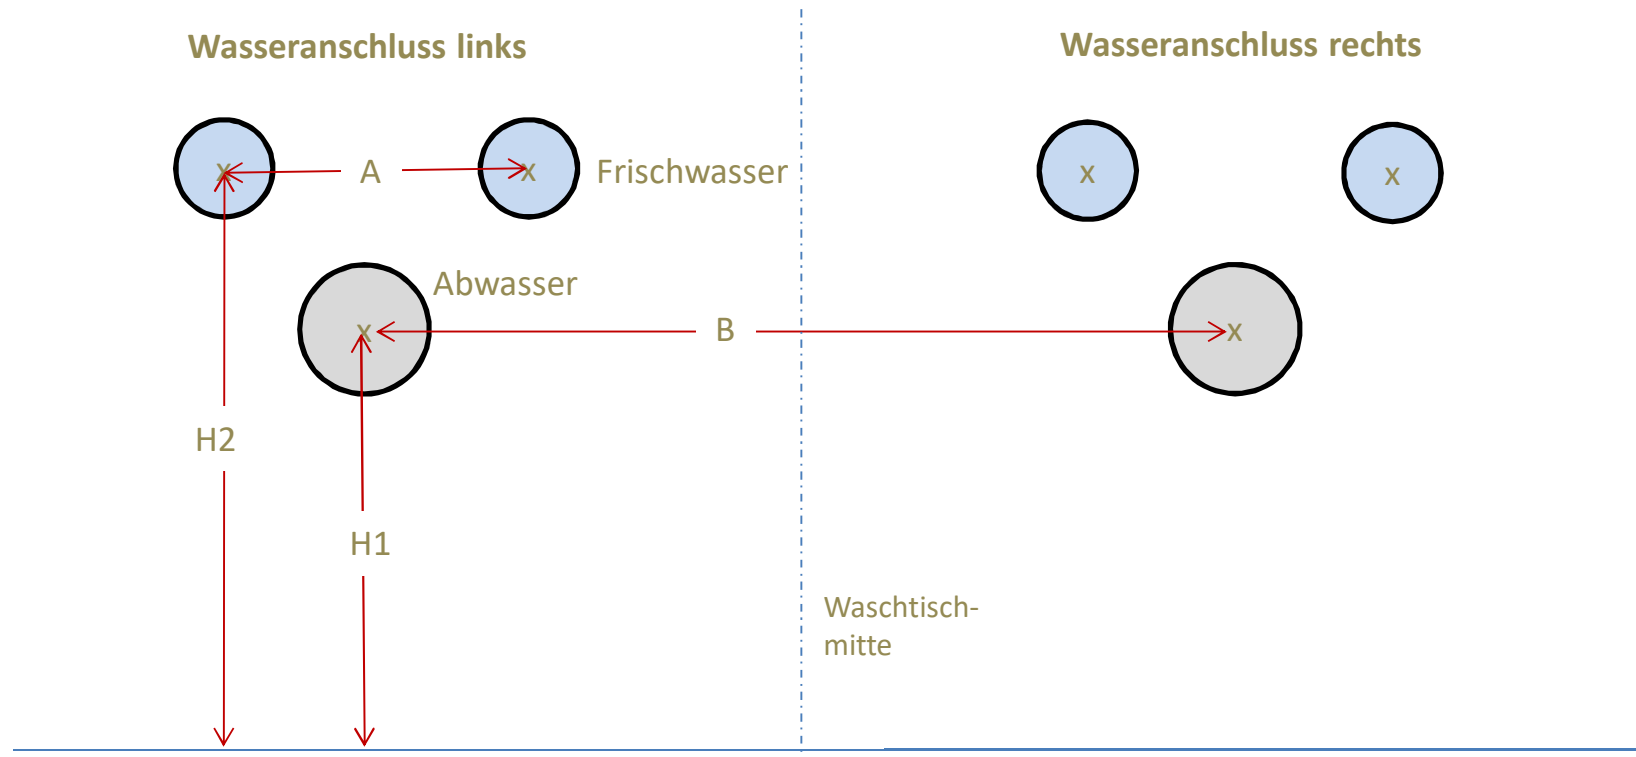 Wasseranschluss links
Wasseranschluss rechts
x
A
x
Frischwasser
x
x
Abwasser
x
B
x
H2
H1
Waschtisch-
mitte